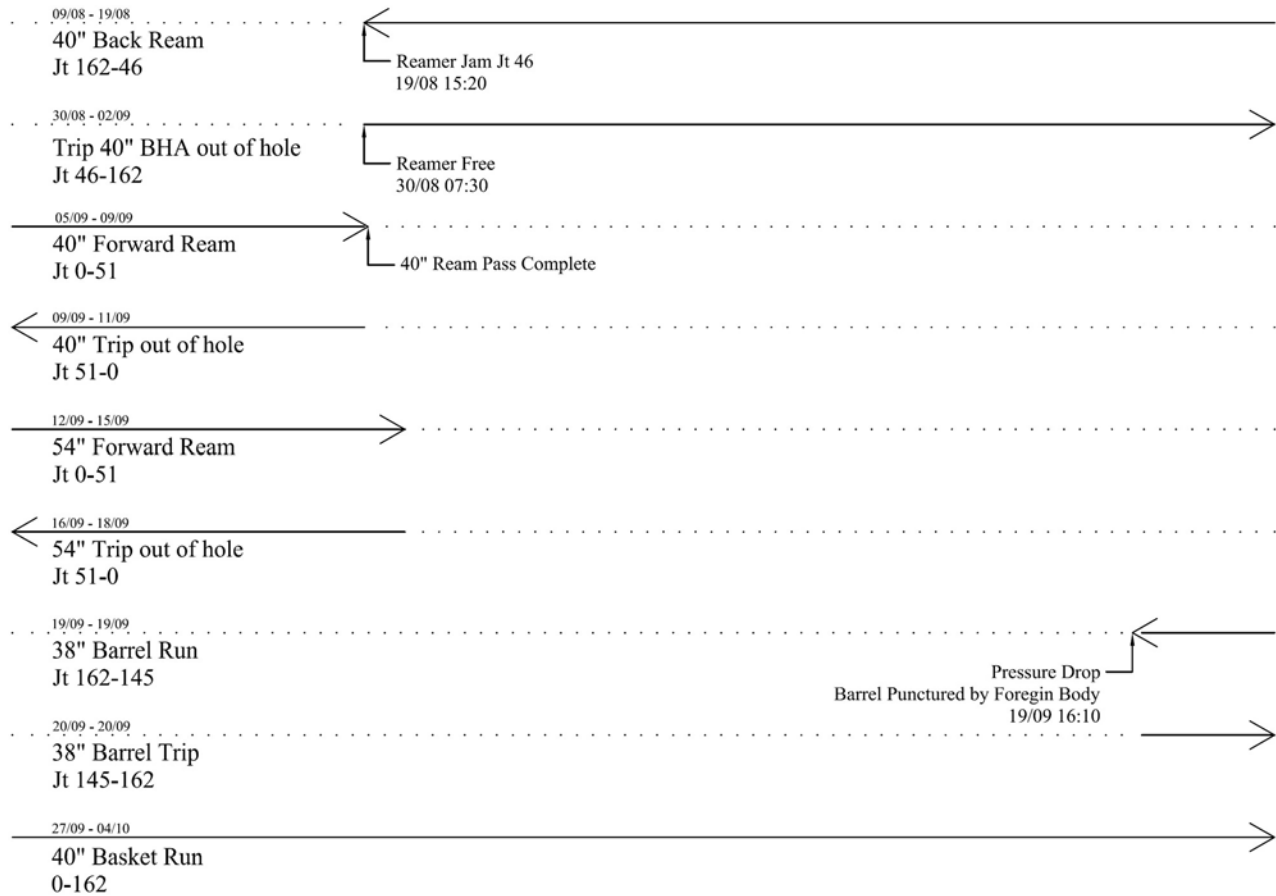 09/08 - 19/08
40" Back Ream
Jt 162-46
Reamer Jam Jt 46
19/08 15:20
30/08 - 02/09
Trip 40" BHA out of hole
Jt 46-162
Reamer Free
30/08 07:30
05/09 - 09/09
40" Forward Ream
Jt 0-51
40" Ream Pass Complete
09/09 - 11/09
40" Trip out of hole
Jt 51-0
12/09 - 15/09
54" Forward Ream
Jt 0-51
16/09 - 18/09
54" Trip out of hole
Jt 51-0
19/09 - 19/09
38" Barrel Run
Jt 162-145
Pressure Drop
Barrel Punctured by Foregin Body
19/09 16:10
20/09 - 20/09
38" Barrel Trip
Jt 145-162
27/09 - 04/10
40" Basket Run
0-162